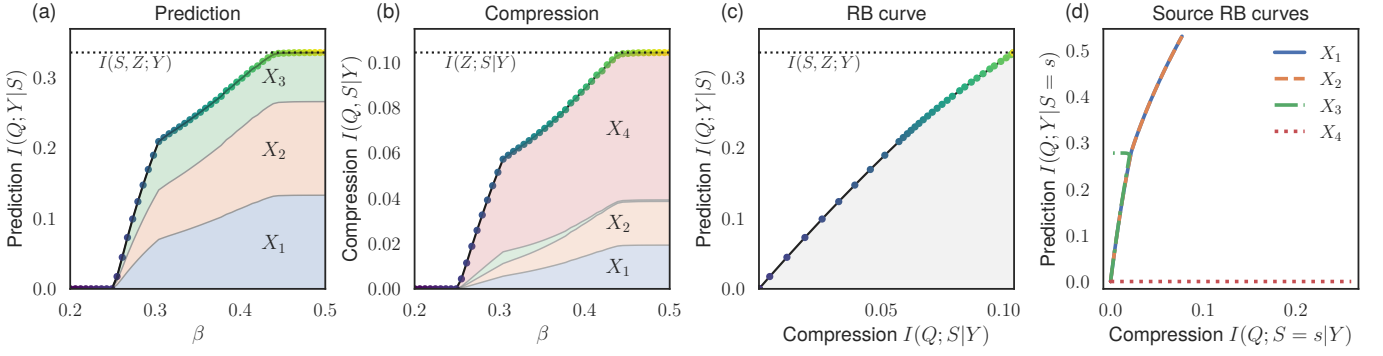 (a) Prediction
Prediction I(Q; Y|S)
0.3
0.2
0.1
0.0
I(S, Z; Y)
X₃
X₂
X₁
0.2 0.3 0.4 0.5
β
(b) Compression
Compression I(Q, S|Y)
0.10
0.08
0.06
0.04
0.02
0.00
I(Z; S|Y)
X₄
X₂
X₁
0.2 0.3 0.4 0.5
β
(c) RB curve
Prediction I(Q; Y|S)
0.3
0.2
0.1
0.0
I(S, Z; Y)
0.05 0.10
Compression I(Q; S|Y)
(d) Source RB curves
Prediction I(Q; Y|S = s)
0.5
0.4
0.3
0.2
0.1
0.0
X₁
X₂
X₃
X₄
0.0 0.1 0.2
Compression I(Q; S = s|Y)